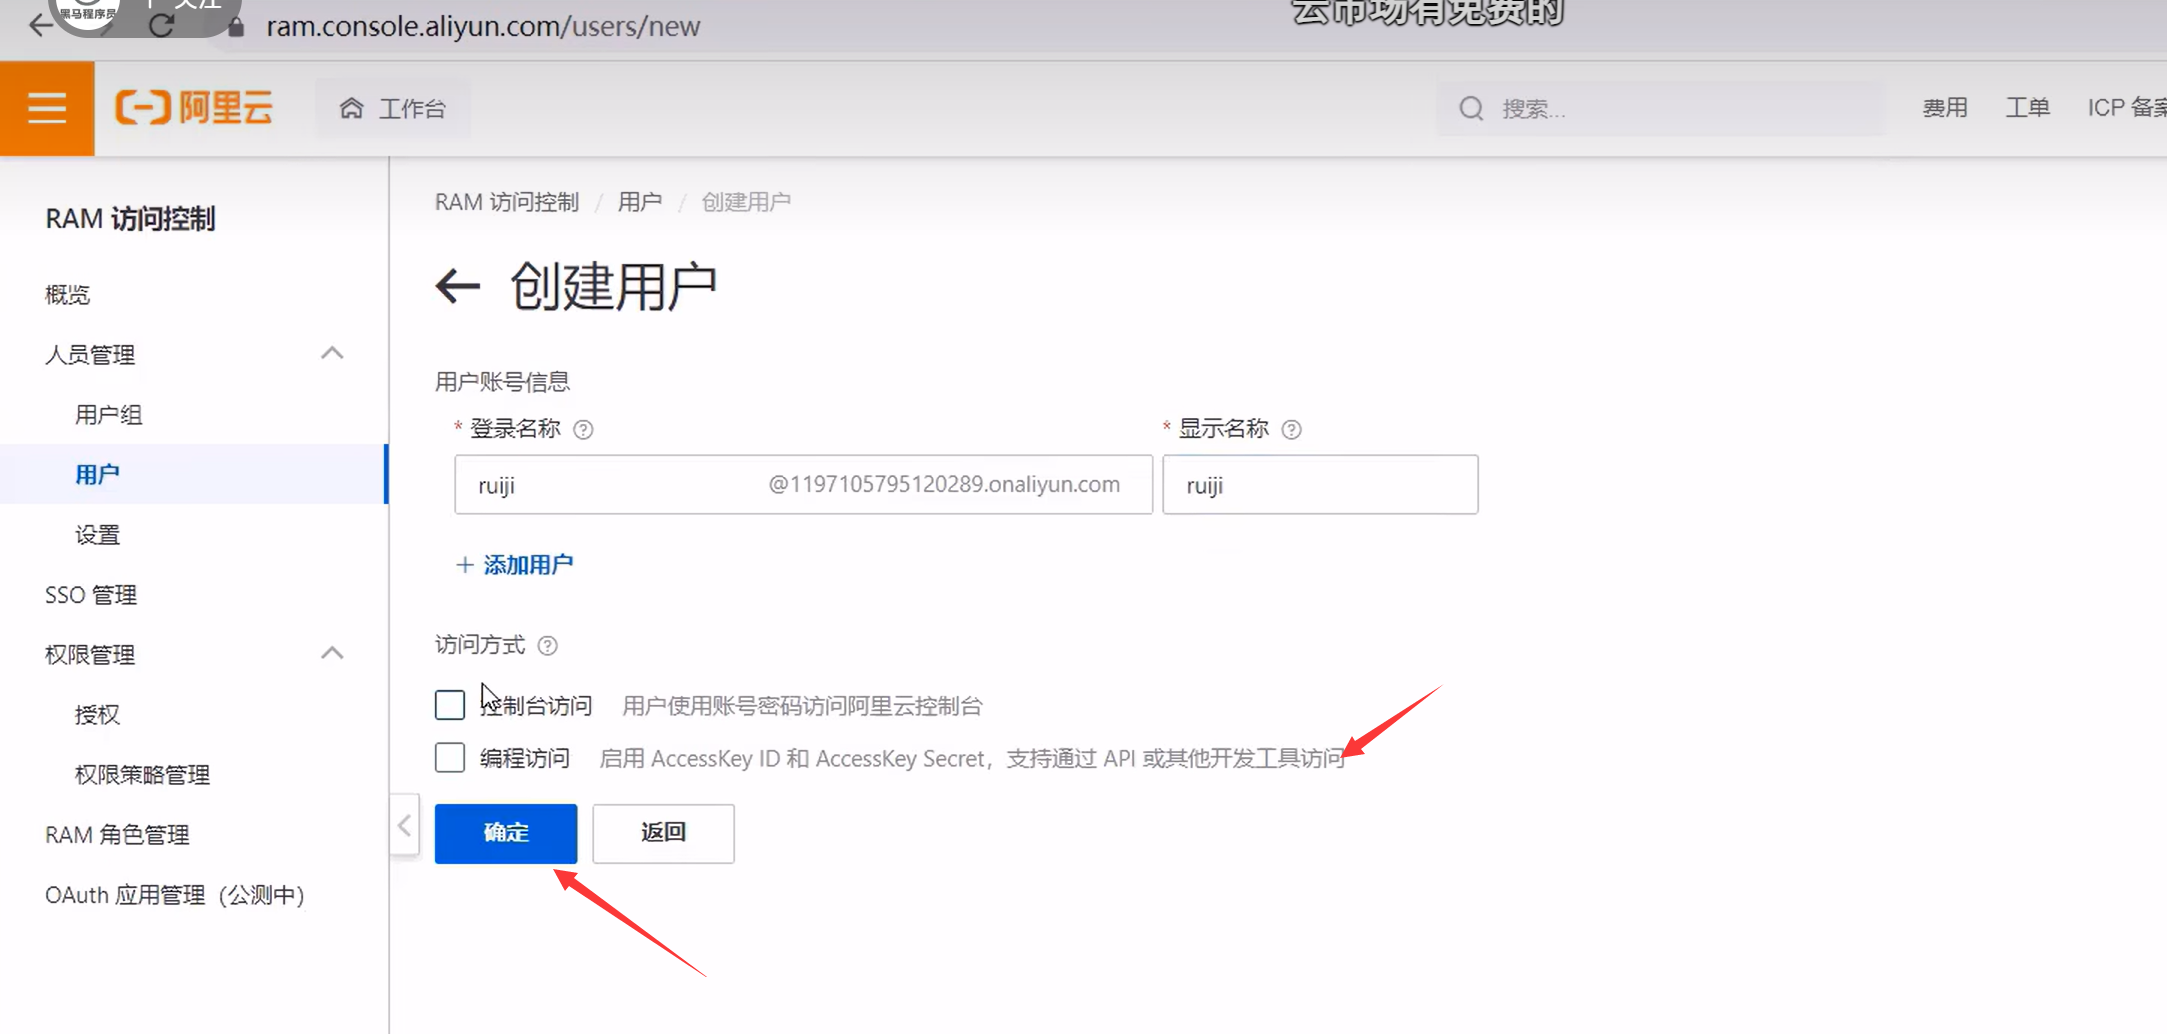 云市场有免费的
关注
黑马程序员
ram.console.aliyun.com/users/new
阿里云
工作台
搜索...
费用
工单
ICP 备案
RAM 访问控制
概览
人员管理
用户组
用户
设置
SSO 管理
权限管理
授权
权限策略管理
RAM 角色管理
OAuth 应用管理（公测中）
RAM 访问控制 / 用户 / 创建用户
创建用户
用户账号信息
* 登录名称
* 显示名称
ruiji @1197105795120289.onaliyun.com
ruiji
+ 添加用户
访问方式
控制台访问 用户使用账号密码访问阿里云控制台
编程访问 启用 AccessKey ID 和 AccessKey Secret，支持通过 API 或其他开发工具访问
确定
返回